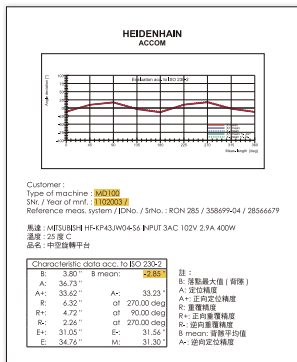 HEIDENHAIN
ACCOM
Evaluation acc. to ISO 230-2
Customer :
Type of machine : MD100
SNr. / Year of mnf. : 1102003 /
Reference meas. system / IDNo. / SrNo. : RON 285 / 358699-04 / 28566679
馬達 : MITSUBISHI HF-KP43JW04-S6 INPUT 3AC 102V 2.9A 400W
溫度 : 25 度 C
品名 : 中空旋轉平台
Characteristic data acc. to ISO 230-2
B: 3.80 " B mean: -2.85 "
A: 36.73 "
A+: 33.62 " A-: 33.23 "
R: 6.32 " at 270.00 deg
R+: 4.72 " at 90.00 deg
R-: 2.26 " at 270.00 deg
E+: 31.05 " E-: 31.56 "
E: 34.76 " M: 31.30 "
註 :
B: 落點最大值 ( 背隙 )
A: 定位精度
A+: 正向定位精度
R: 重覆精度
R+: 正向重覆精度
R-: 逆向重覆精度
B mean: 背隙平均值
A-: 逆向定位精度